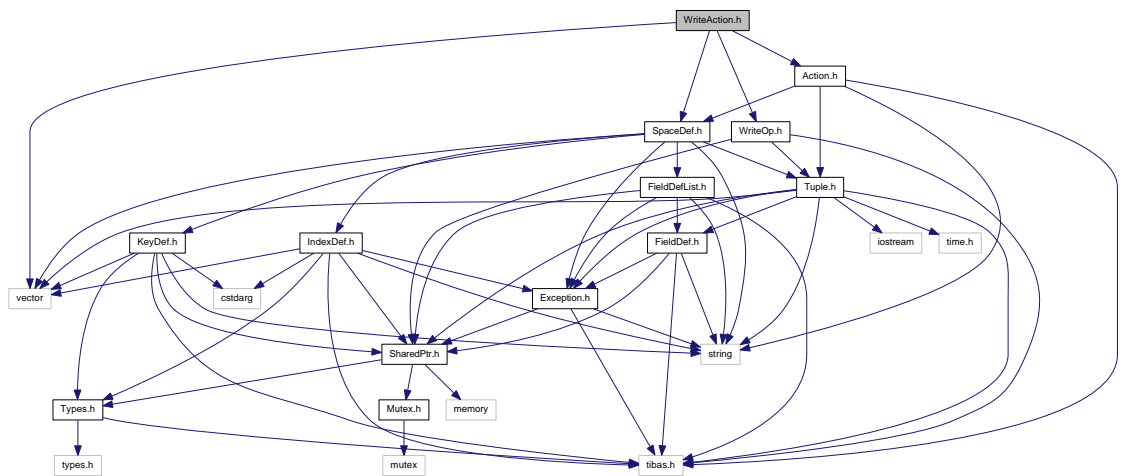 WriteAction.h
Action.h
SpaceDef.h
WriteOp.h
FieldDefList.h
Tuple.h
KeyDef.h
IndexDef.h
FieldDef.h
iostream
time.h
vector
cstdarg
Exception.h
SharedPtr.h
string
Types.h
Mutex.h
memory
types.h
mutex
tibas.h